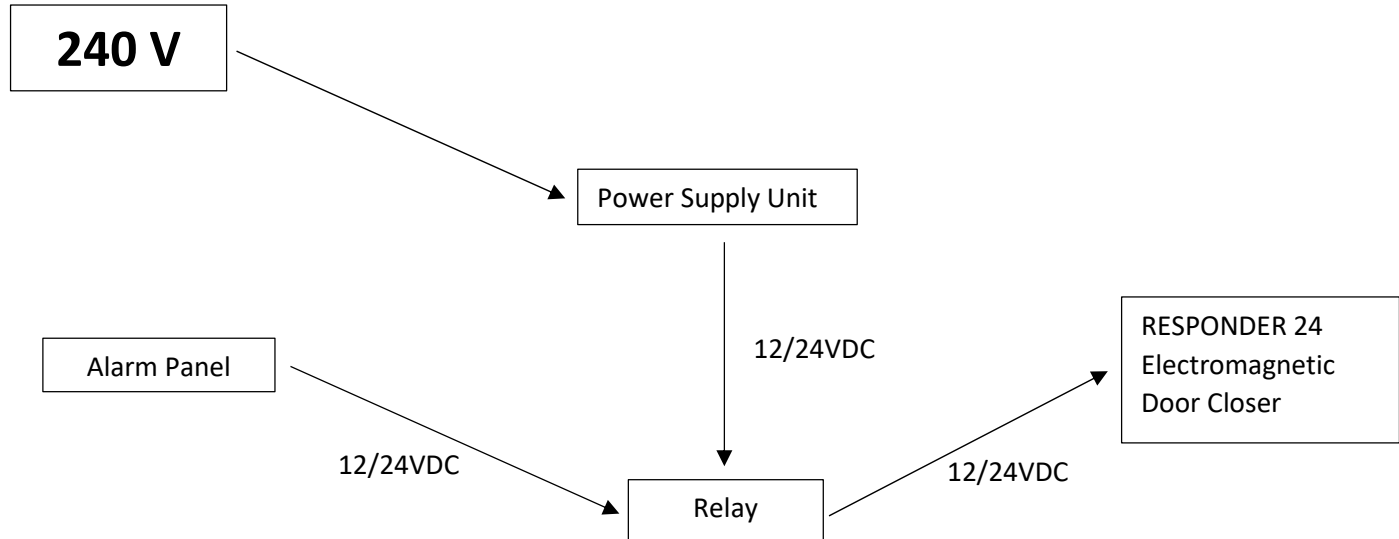 240 V
Power Supply Unit
RESPONDER 24
Electromagnetic
Door Closer
12/24VDC
Alarm Panel
12/24VDC
12/24VDC
Relay